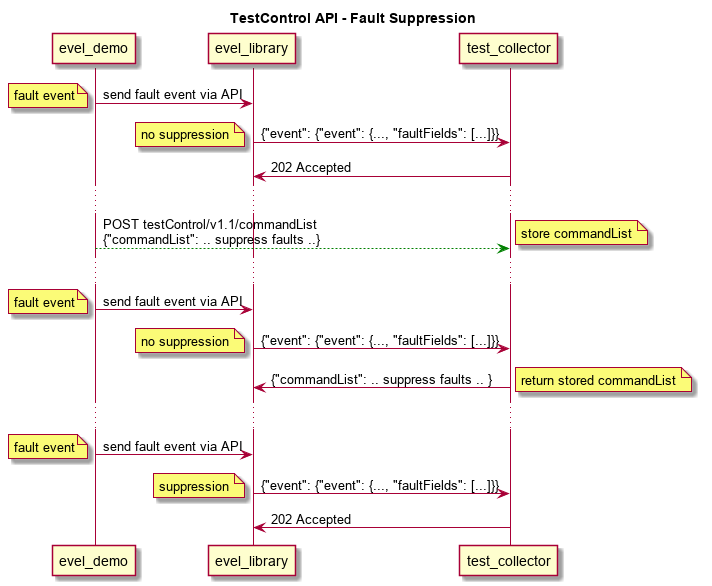 TestControl API - Fault Suppression
evel_demo
evel_library
test_collector
fault event
send fault event via API
no suppression
{"event": {"event": {..., "faultFields": [...]}}
202 Accepted
POST testControl/v1.1/commandList
{"commandList": .. suppress faults ..}
store commandList
fault event
send fault event via API
no suppression
{"event": {"event": {..., "faultFields": [...]}}
{"commandList": .. suppress faults .. }
return stored commandList
fault event
send fault event via API
suppression
{"event": {"event": {..., "faultFields": [...]}}
202 Accepted
evel_demo
evel_library
test_collector